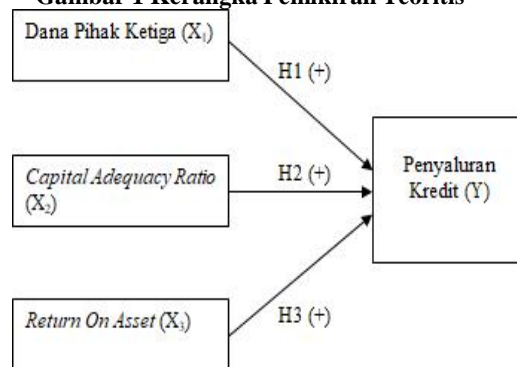 Gambar 1 Kerangka Pemikiran Teoritis
Dana Pihak Ketiga (X₁)
H1 (+)
Capital Adequacy Ratio
(X₂)
H2 (+)
Penyaluran
Kredit (Y)
Return On Asset (X₃)
H3 (+)